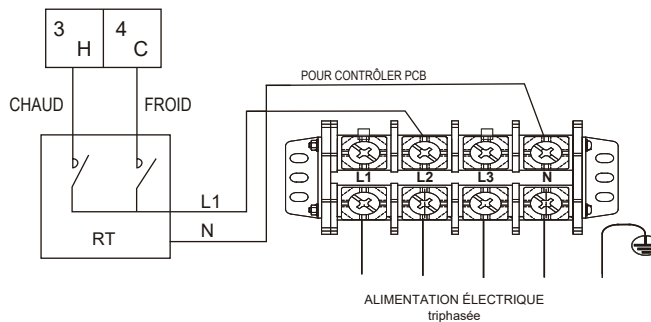 3 4
H C
POUR CONTRÔLER PCB
CHAUD FROID
L1 L2 L3 N
L1
N
RT
ALIMENTATION ÉLECTRIQUE
triphasée